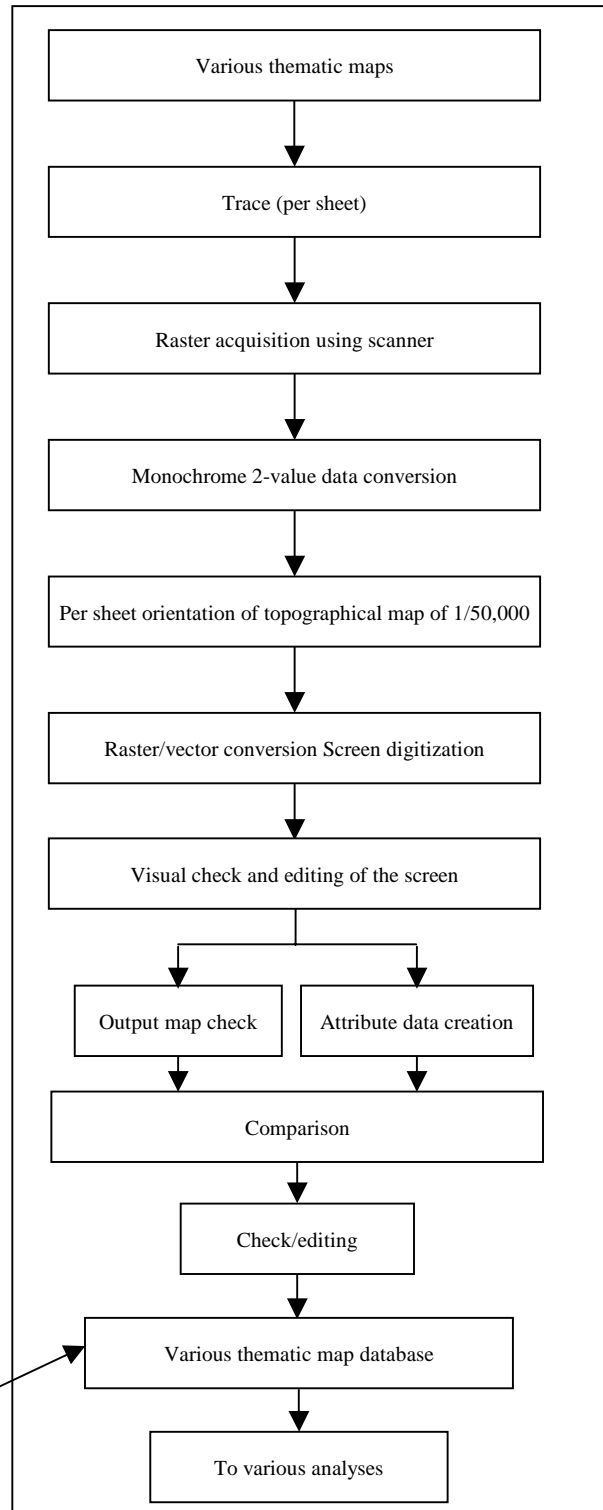 Various thematic maps
Trace (per sheet)
Raster acquisition using scanner
Monochrome 2-value data conversion
Per sheet orientation of topographical map of 1/50,000
Raster/vector conversion Screen digitization
Visual check and editing of the screen
Output map check
Attribute data creation
Comparison
Check/editing
Various thematic map database
To various analyses